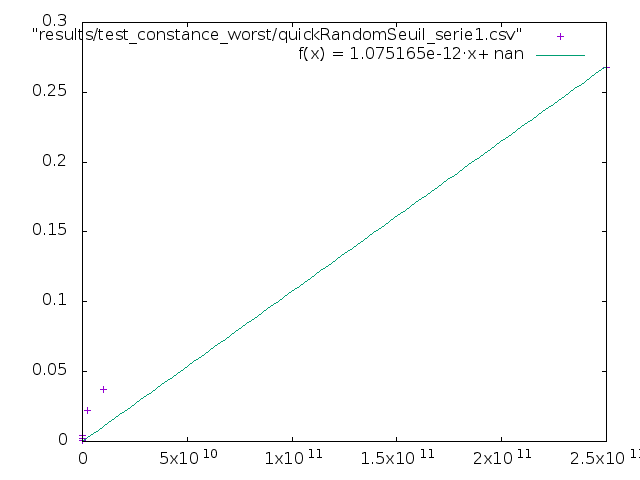 0.3
"results/test_constance_worst/quickRandomSeuil_serie1.csv"
f(x) = 1.075165e-12·x+ nan
0.25
0.2
0.15
0.1
0.05
0
0 5x10^10 1x10^11 1.5x10^11 2x10^11 2.5x10^11